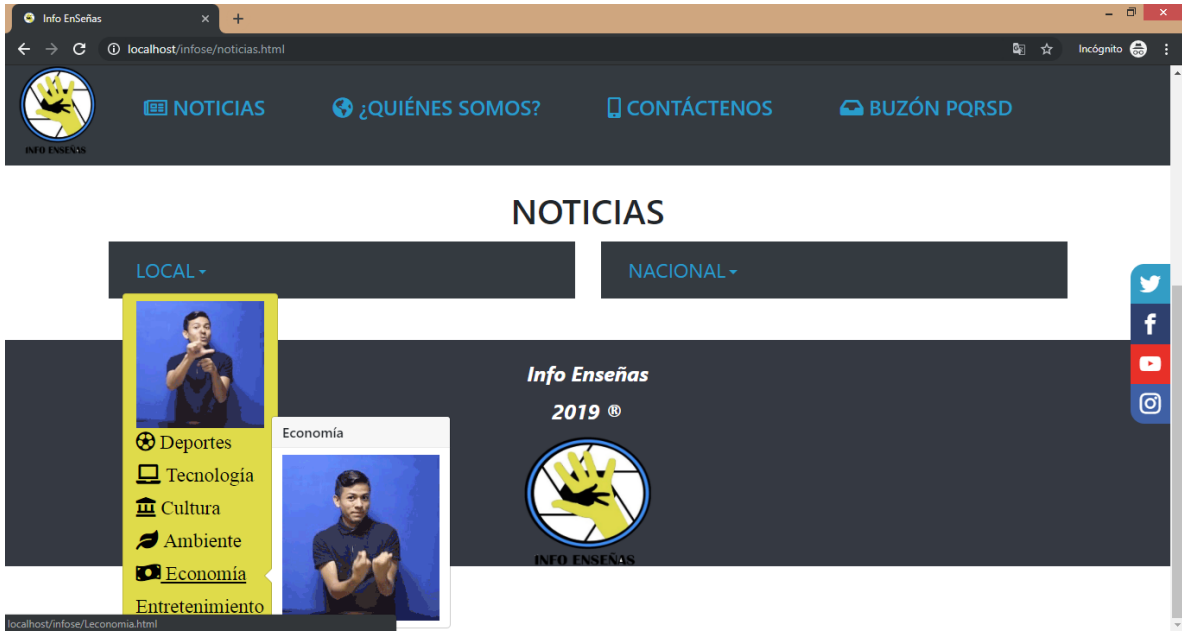 Info EnSeñas
localhost/infose/noticias.html
Incógnito
INFO ENSEÑAS
NOTICIAS
¿QUIÉNES SOMOS?
CONTÁCTENOS
BUZÓN PQRSD
NOTICIAS
LOCAL
NACIONAL
Deportes
Tecnología
Cultura
Ambiente
Economía
Entretenimiento
Economía
Info Enseñas
2019 ®
INFO ENSEÑAS
localhost/infose/Leconomia.html